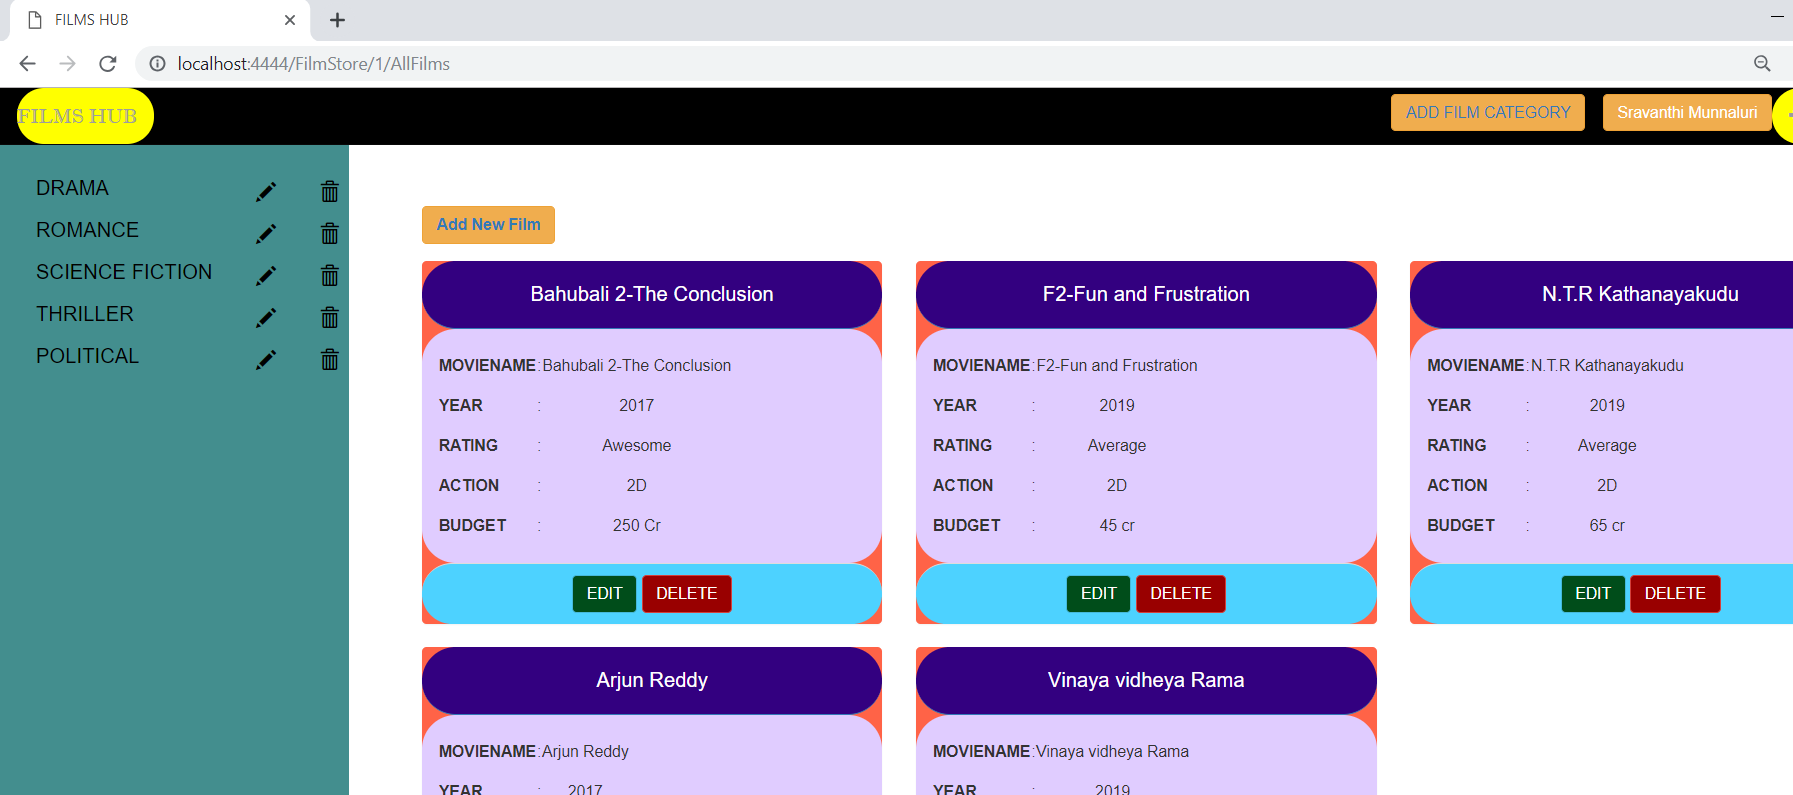 FILMS HUB
localhost:4444/FilmStore/1/AllFilms
FILMS HUB
ADD FILM CATEGORY
Sravanthi Munnaluri
DRAMA
ROMANCE
SCIENCE FICTION
THRILLER
POLITICAL
Add New Film
Bahubali 2-The Conclusion
MOVIENAME:Bahubali 2-The Conclusion
YEAR : 2017
RATING : Awesome
ACTION : 2D
BUDGET : 250 Cr
EDIT DELETE
F2-Fun and Frustration
MOVIENAME:F2-Fun and Frustration
YEAR : 2019
RATING : Average
ACTION : 2D
BUDGET : 45 cr
EDIT DELETE
N.T.R Kathanayakudu
MOVIENAME:N.T.R Kathanayakudu
YEAR : 2019
RATING : Average
ACTION : 2D
BUDGET : 65 cr
EDIT DELETE
Arjun Reddy
MOVIENAME:Arjun Reddy
YEAR : 2017
Vinaya vidheya Rama
MOVIENAME:Vinaya vidheya Rama
YEAR : 2019